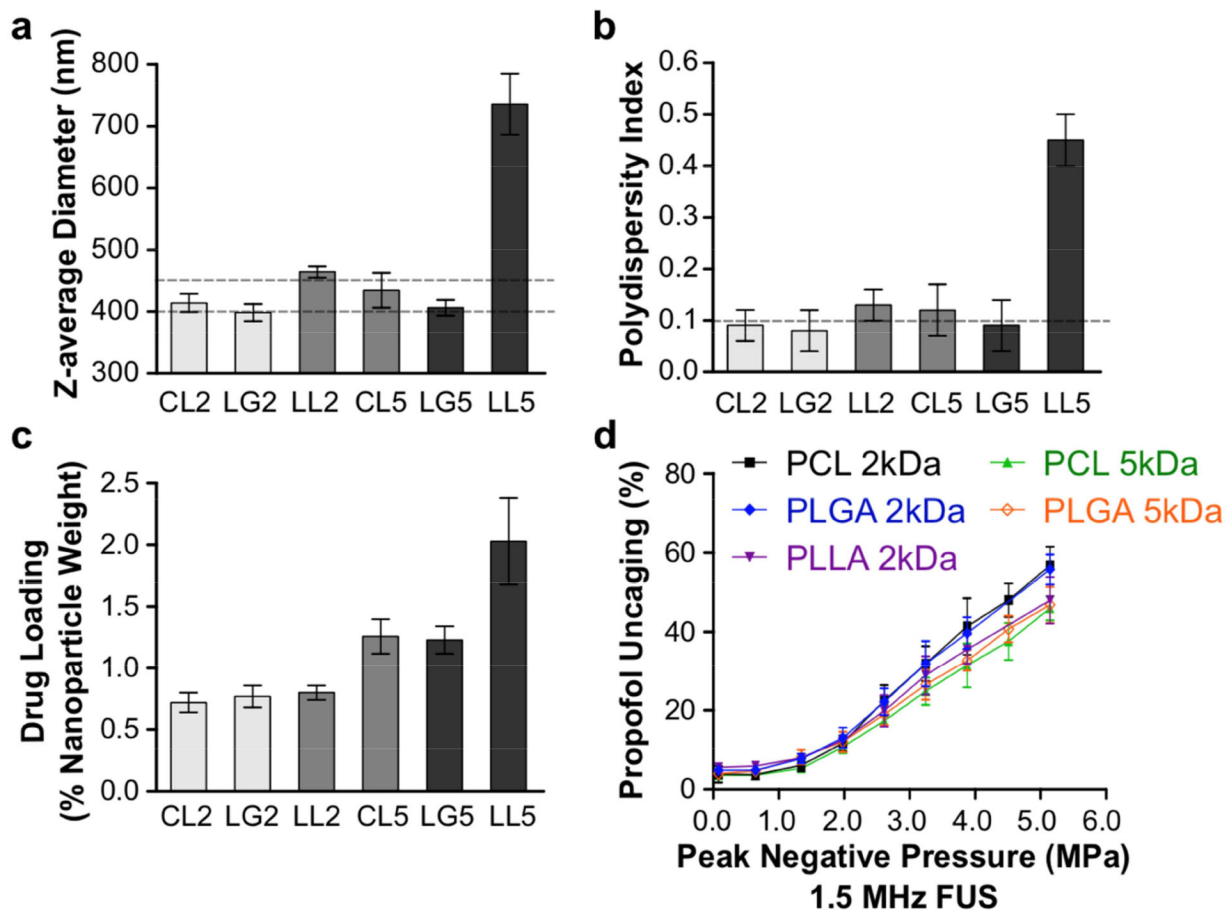 a
Z-average Diameter (nm)
800
700
600
500
400
300
CL2 LG2 LL2 CL5 LG5 LL5
b
Polydispersity Index
0.6
0.5
0.4
0.3
0.2
0.1
0.0
CL2 LG2 LL2 CL5 LG5 LL5
c
Drug Loading
(% Nanoparticle Weight)
2.5
2.0
1.5
1.0
0.5
0.0
CL2 LG2 LL2 CL5 LG5 LL5
d
PCL 2kDa PCL 5kDa
PLGA 2kDa PLGA 5kDa
PLLA 2kDa
Propofol Uncaging (%)
80
60
40
20
0
0.0 1.0 2.0 3.0 4.0 5.0 6.0
Peak Negative Pressure (MPa)
1.5 MHz FUS